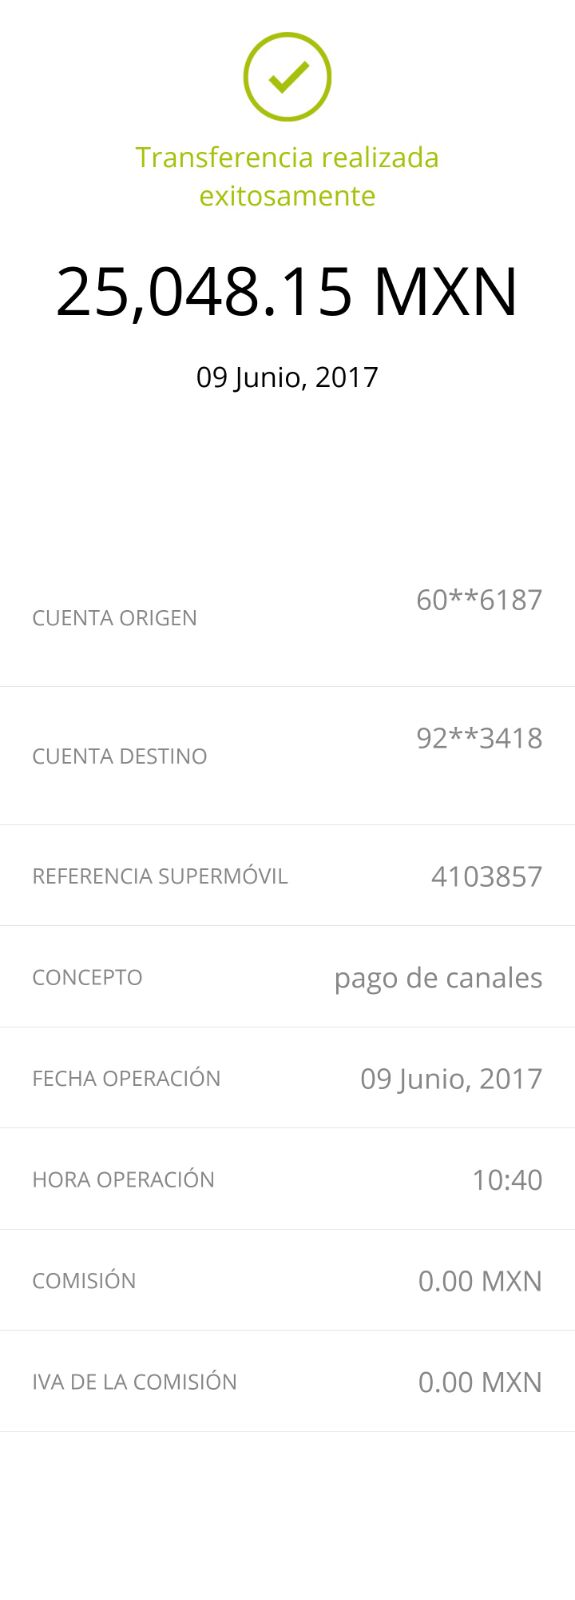 Transferencia realizada
exitosamente
25,048.15 MXN
09 Junio, 2017
CUENTA ORIGEN 60**6187
CUENTA DESTINO 92**3418
REFERENCIA SUPERMÓVIL 4103857
CONCEPTO pago de canales
FECHA OPERACIÓN 09 Junio, 2017
HORA OPERACIÓN 10:40
COMISIÓN 0.00 MXN
IVA DE LA COMISIÓN 0.00 MXN